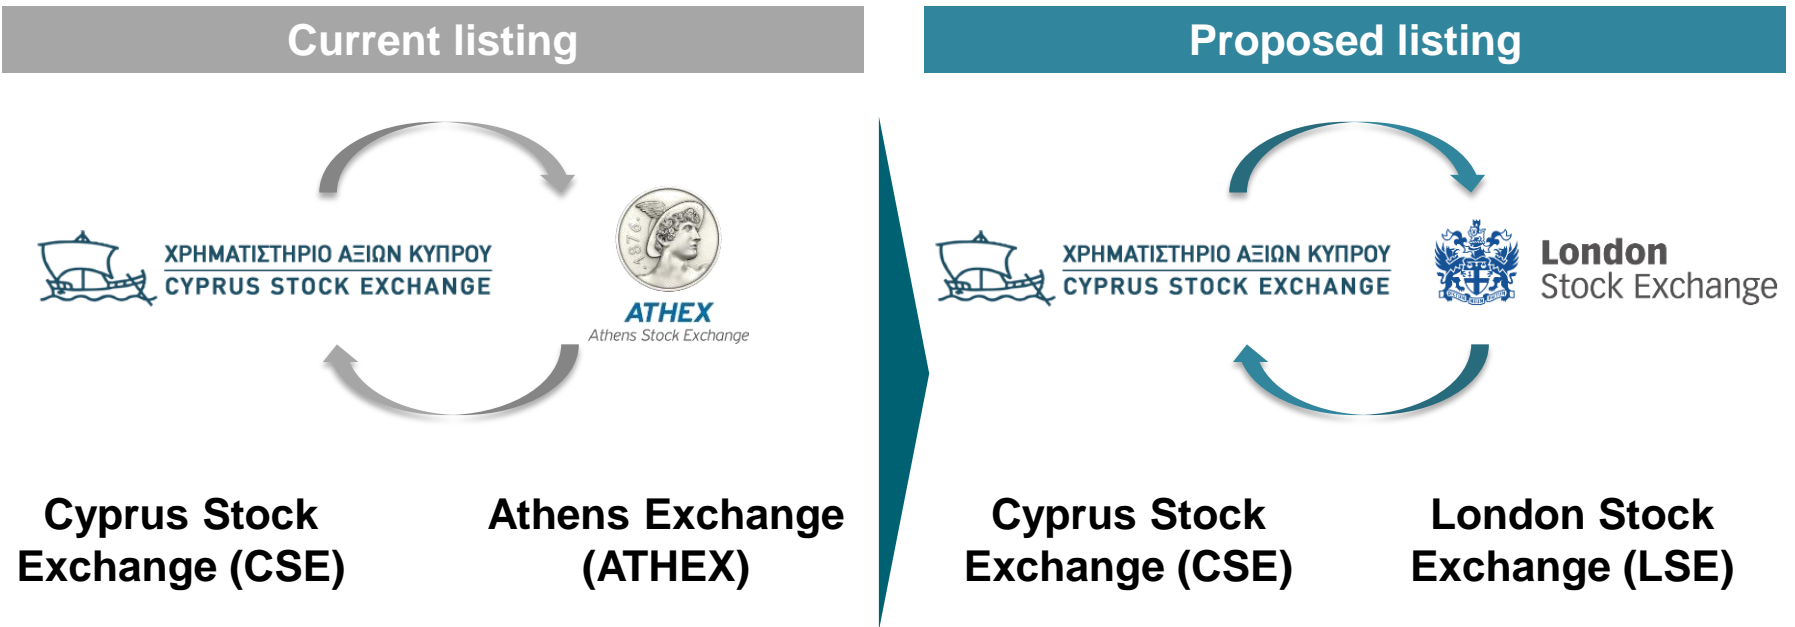 Current listing
ΧΡΗΜΑΤΙΣΤΗΡΙΟ ΑΞΙΩΝ ΚΥΠΡΟΥ
CYPRUS STOCK EXCHANGE
·1876·
ATHEX
Athens Stock Exchange
Cyprus Stock
Exchange (CSE)
Athens Exchange
(ATHEX)
Proposed listing
ΧΡΗΜΑΤΙΣΤΗΡΙΟ ΑΞΙΩΝ ΚΥΠΡΟΥ
CYPRUS STOCK EXCHANGE
London
Stock Exchange
Cyprus Stock
Exchange (CSE)
London Stock
Exchange (LSE)